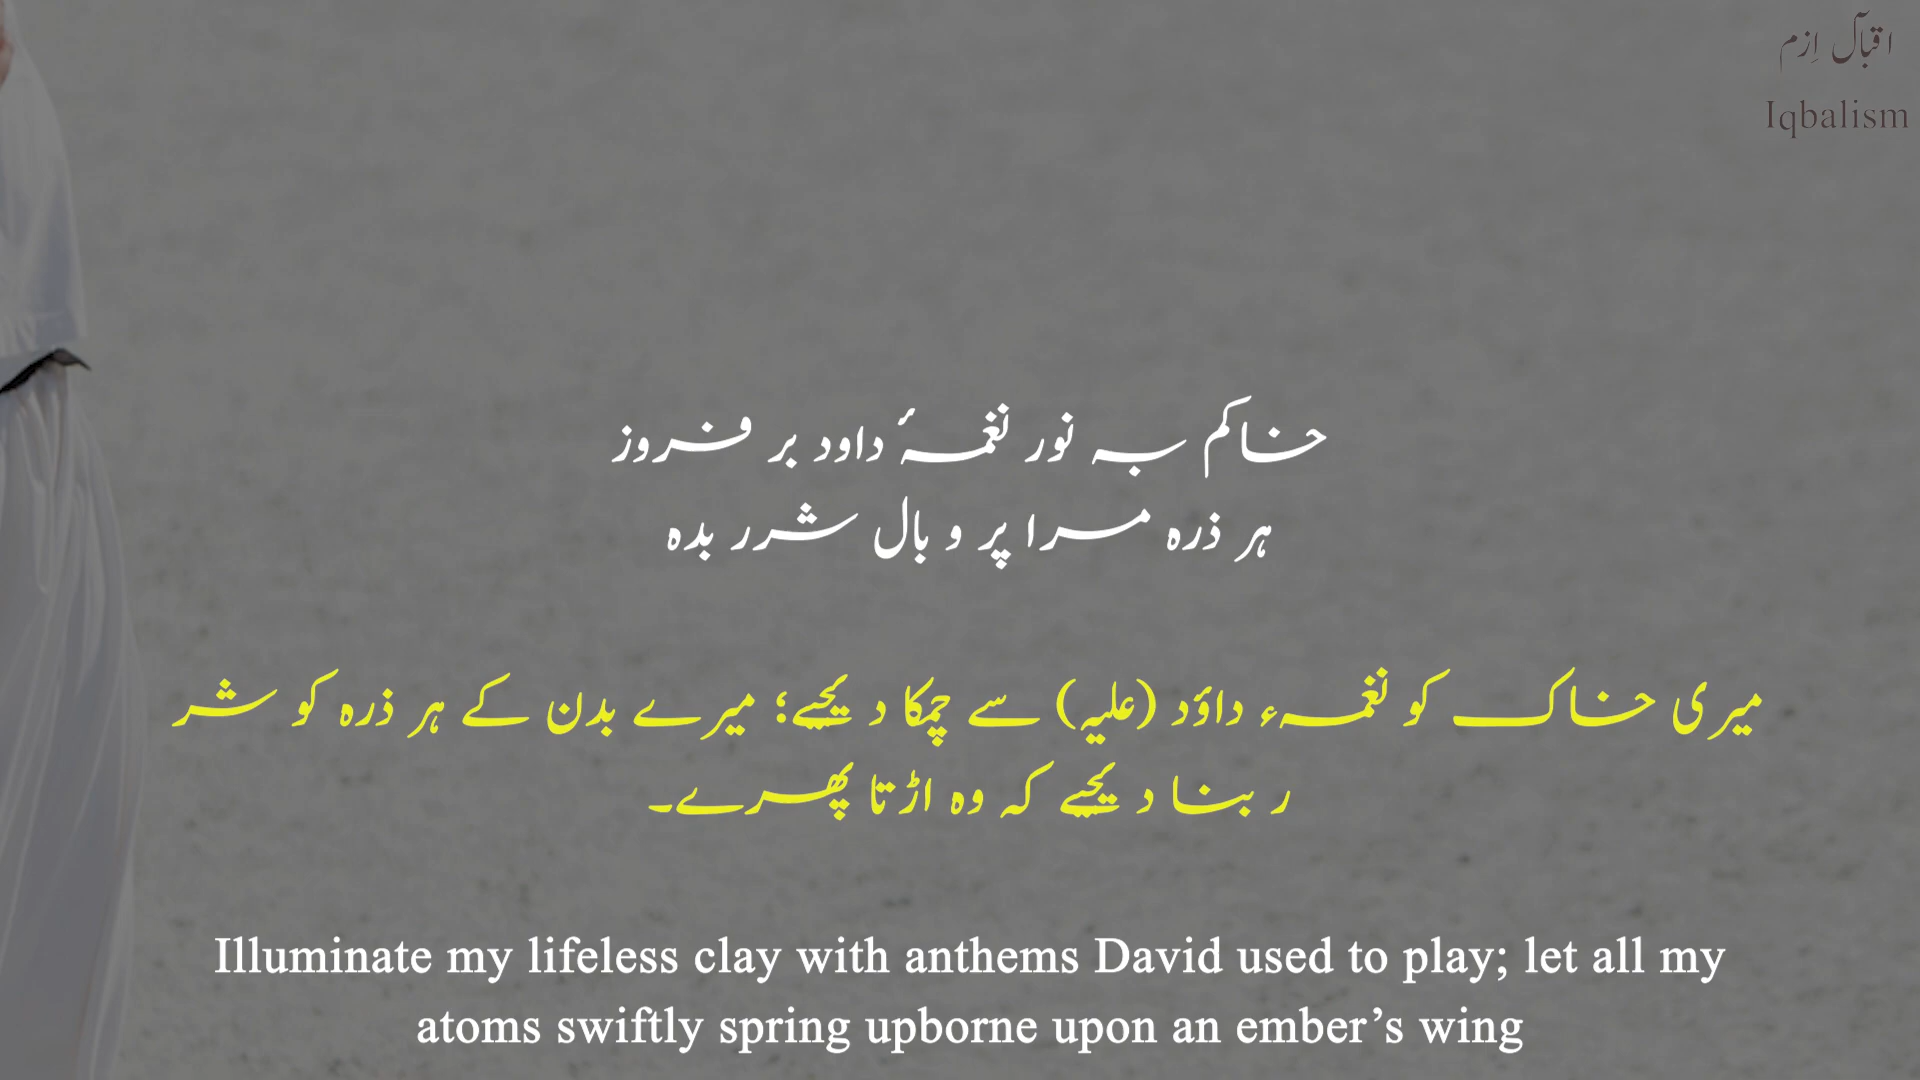 اقبال اِزم
Iqbalism
خاکم بہ نور نغمۂ داود بر فروز
ہر ذرہ مرا پر و بال شرر بدہ
میری خاک کو نغمہء داؤد (علیہ) سے چمکا دیجیے؛ میرے بدن کے ہر ذرہ کو شر
ر بنا دیجیے کہ وہ اڑتا پھرے۔
Illuminate my lifeless clay with anthems David used to play; let all my
atoms swiftly spring upborne upon an ember’s wing